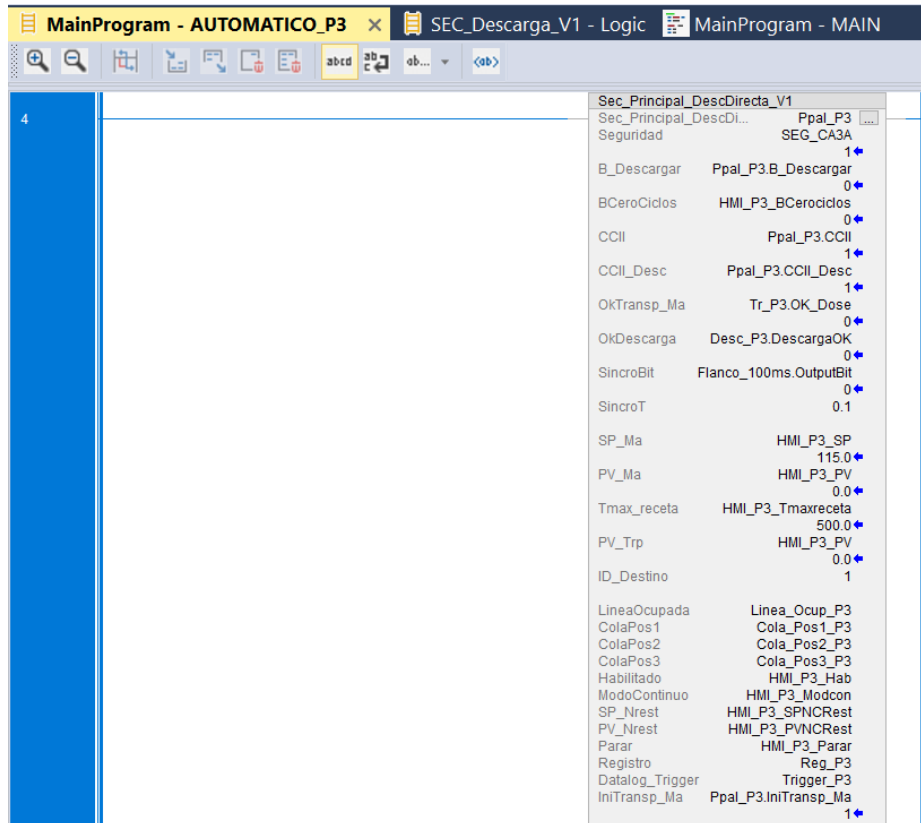 MainProgram - AUTOMATICO_P3 × SEC_Descarga_V1 - Logic MainProgram - MAIN
abcd ab... <ab>
4
Sec_Principal_DescDirecta_V1
Sec_Principal_DescDi... Ppal_P3 ...
Seguridad SEG_CA3A
1
B_Descargar Ppal_P3.B_Descargar
0
BCeroCiclos HMI_P3_BCerociclos
0
CCII Ppal_P3.CCII
1
CCII_Desc Ppal_P3.CCII_Desc
1
OkTransp_Ma Tr_P3.OK_Dose
0
OkDescarga Desc_P3.DescargaOK
0
SincroBit Flanco_100ms.OutputBit
0
SincroT 0.1
SP_Ma HMI_P3_SP
115.0
PV_Ma HMI_P3_PV
0.0
Tmax_receta HMI_P3_Tmaxreceta
500.0
PV_Trp HMI_P3_PV
0.0
ID_Destino 1
LineaOcupada Linea_Ocup_P3
ColaPos1 Cola_Pos1_P3
ColaPos2 Cola_Pos2_P3
ColaPos3 Cola_Pos3_P3
Habilitado HMI_P3_Hab
ModoContinuo HMI_P3_Modcon
SP_Nrest HMI_P3_SPNCRest
PV_Nrest HMI_P3_PVNCRest
Parar HMI_P3_Parar
Registro Reg_P3
Datalog_Trigger Trigger_P3
IniTransp_Ma Ppal_P3.IniTransp_Ma
1